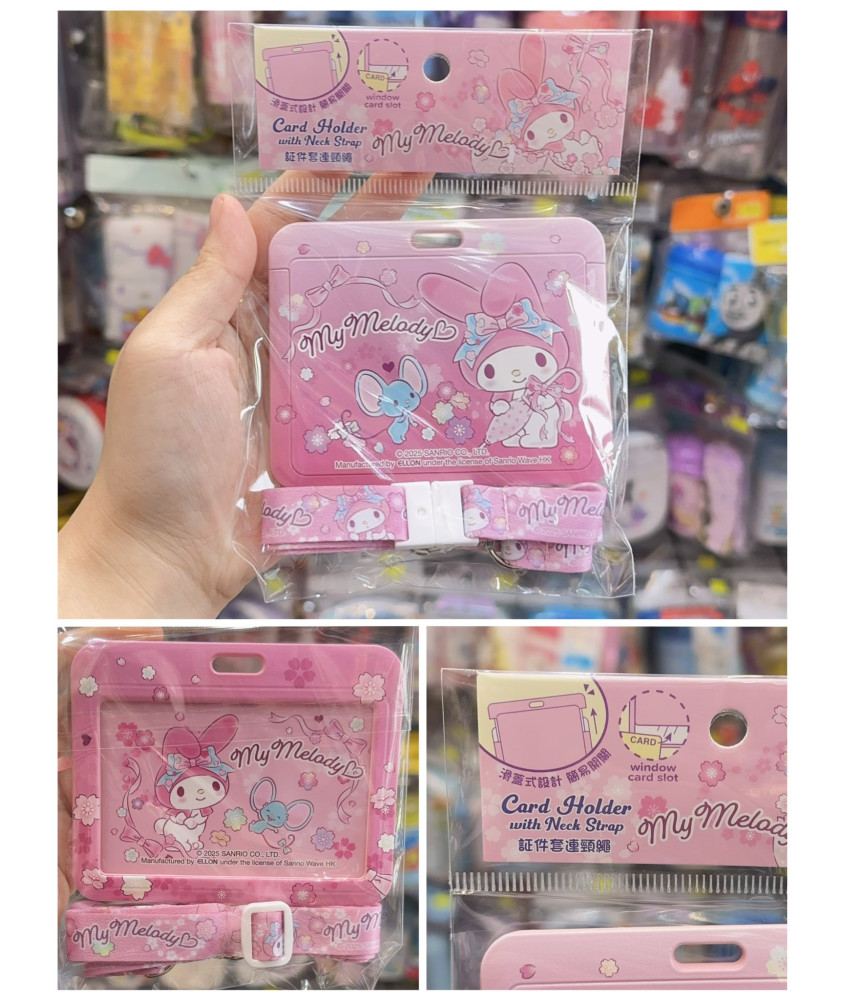 CARD
window
card slot
滑蓋式設計 簡易開關
Card Holder
with Neck Strap
証件套連頸繩
My Melody
My Melody
© 2025 SANRIO CO., LTD.
Manufactured by ELLON under the license of Sanrio Wave HK
lody
My Mel
My Melody
© 2025 SANRIO CO., LTD.
Manufactured by ELLON under the license of Sanrio Wave HK
My Melody
My M
CARD
window
card slot
滑蓋式設計 簡易開關
Card Holder
with Neck Strap
証件套連頸繩
My Melody